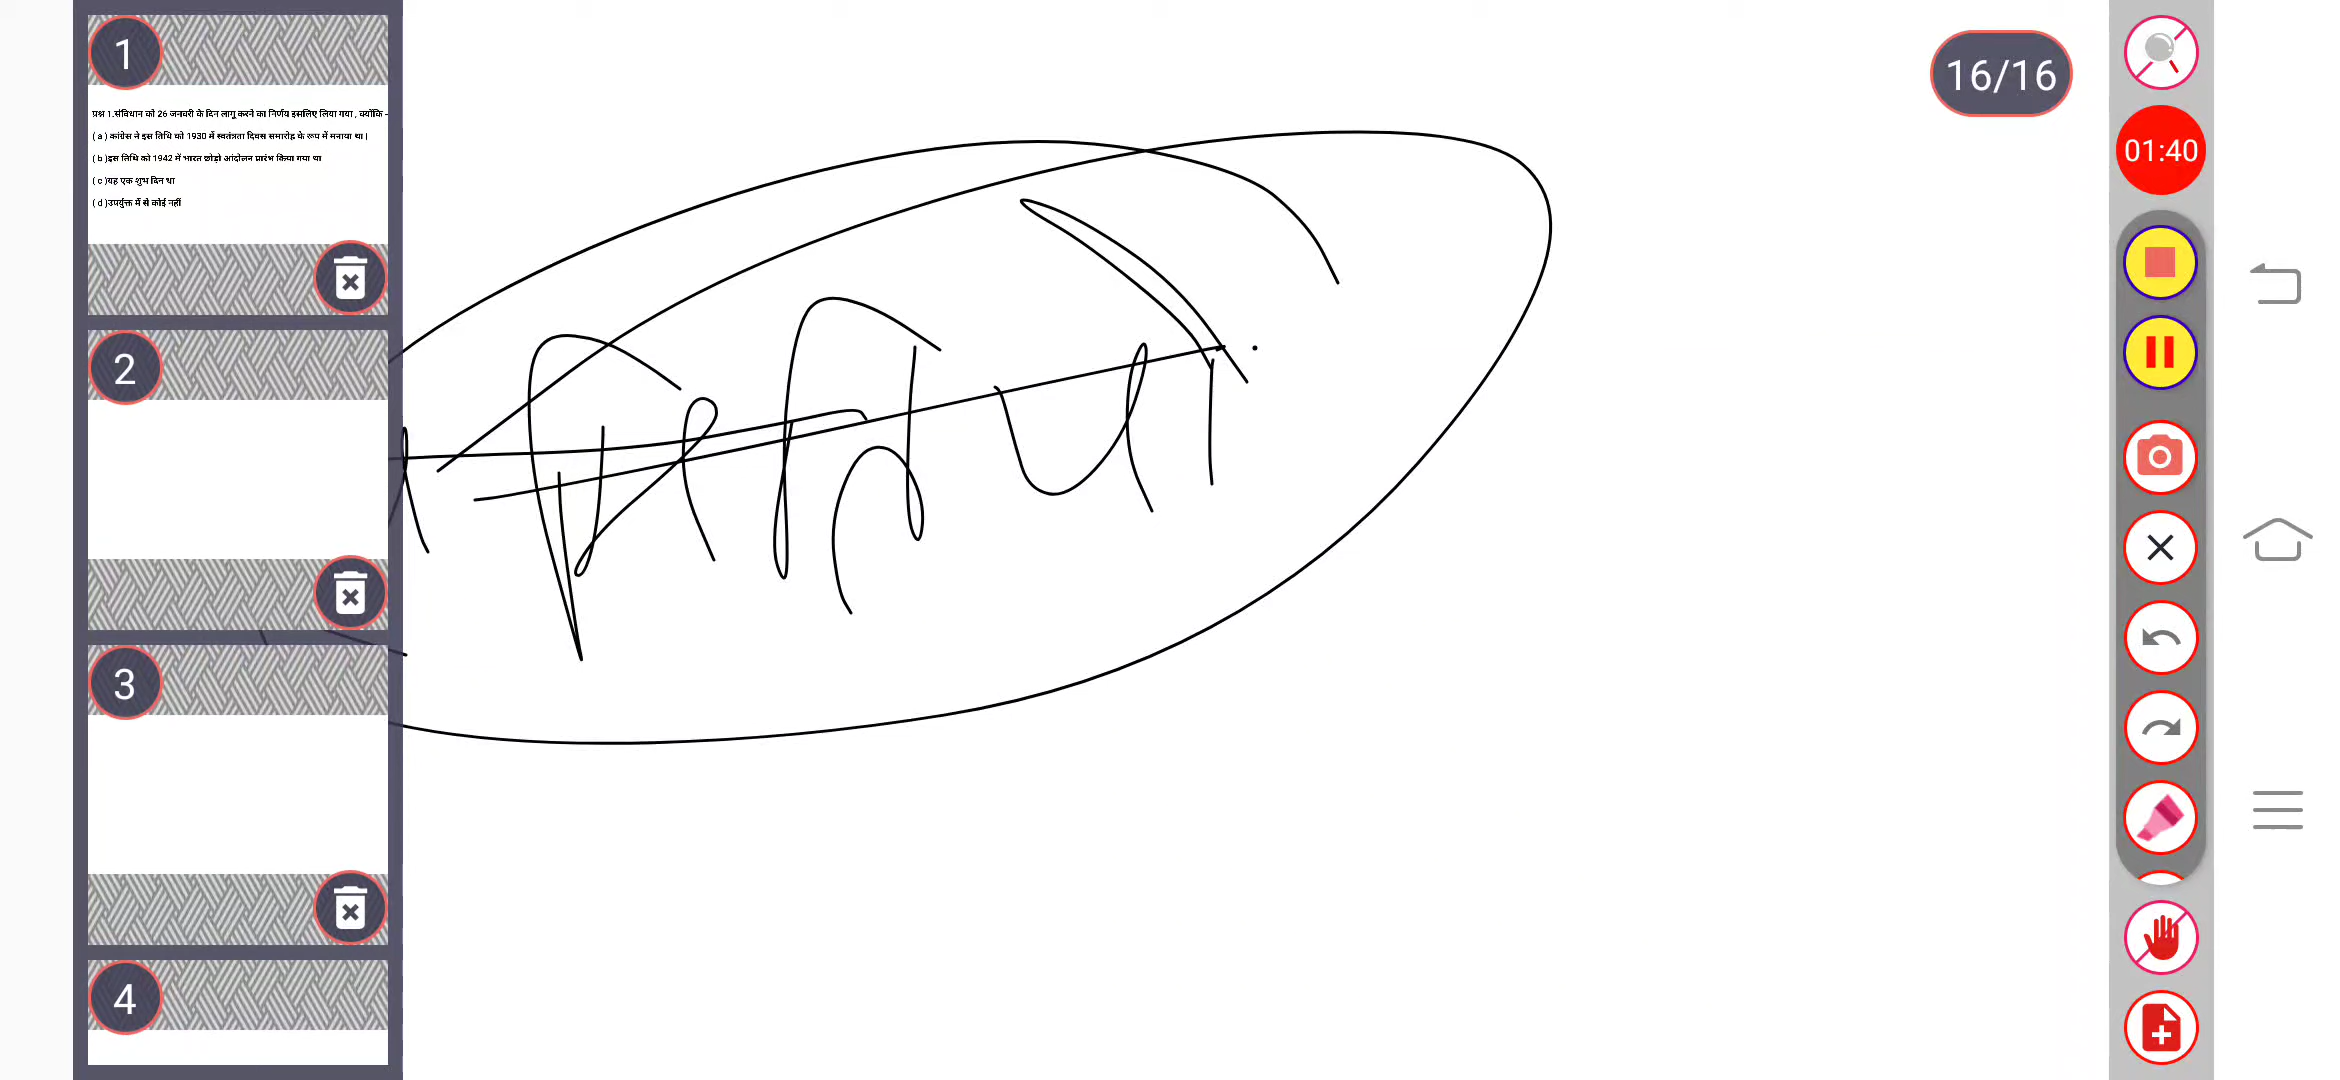 1
16/16
प्रश्न 1.संविधान को 26 जनवरी के दिन लागू करने का निर्णय इसलिए लिया गया , क्योंकि -
( a ) कांग्रेस ने इस तिथि को 1930 में स्वतंत्रता दिवस समारोह के रूप में मनाया था |
( b )इस तिथि को 1942 में भारत छोड़ो आंदोलन प्रारंभ किया गया था
( c )यह एक शुभ दिन था
( d )उपर्युक्त में से कोई नहीं
01:40
2
3
4